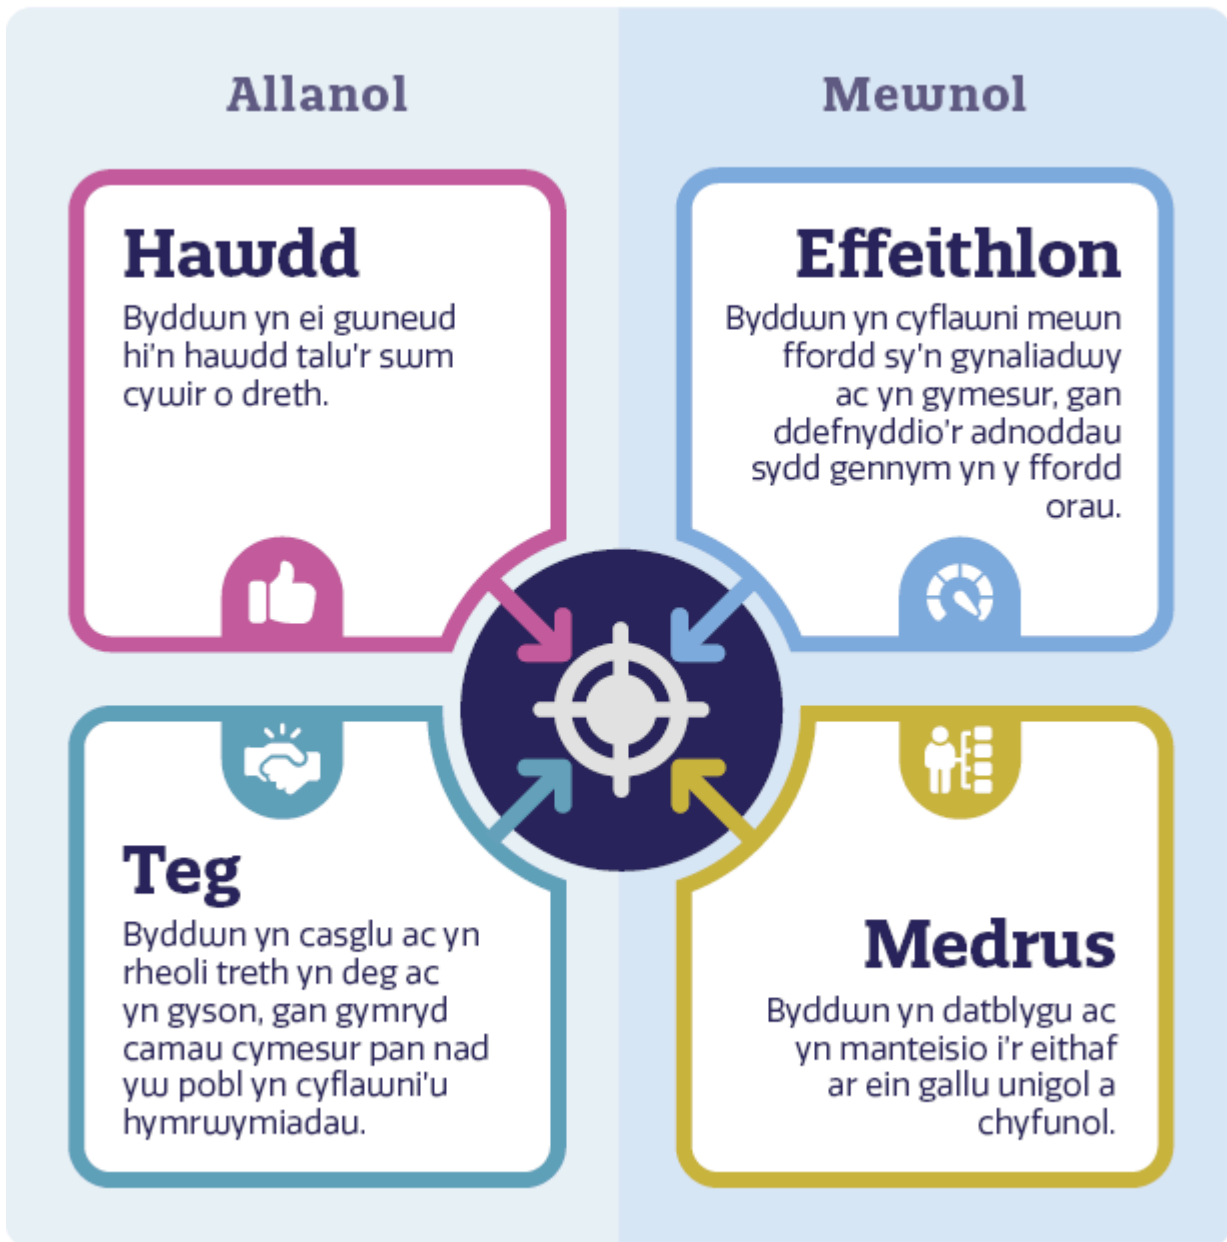 Allanol
Mewnol
Hawdd
Byddwn yn ei gwneud
hi'n hawdd talu'r swm
cywir o dreth.
Effeithlon
Byddwn yn cyflawni mewn
ffordd sy'n gynaliadwy
ac yn gymesur, gan
ddefnyddio'r adnoddau
sydd gennym yn y ffordd
orau.
Teg
Byddwn yn casglu ac yn
rheoli treth yn deg ac
yn gyson, gan gymryd
camau cymesur pan nad
yw pobl yn cyflawni'u
hymrwymiadau.
Medrus
Byddwn yn datblygu ac
yn manteisio i'r eithaf
ar ein gallu unigol a
chyfunol.